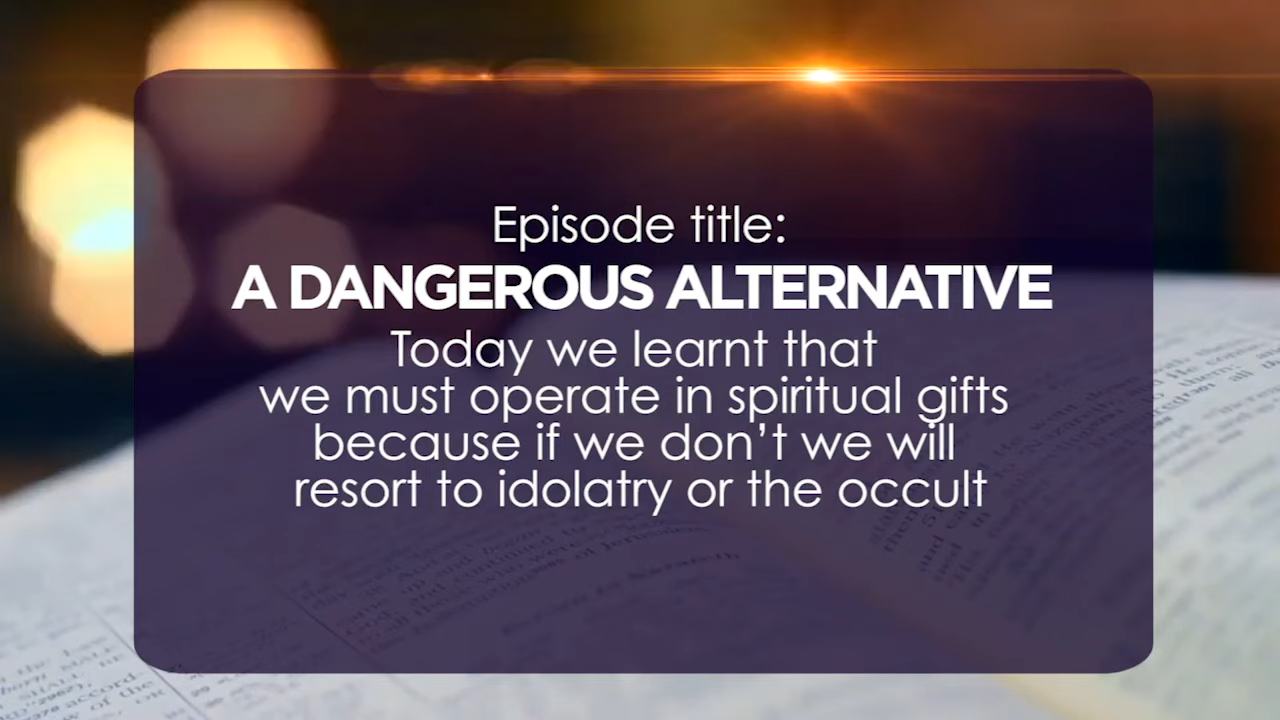 Episode title:
A DANGEROUS ALTERNATIVE
Today we learnt that
we must operate in spiritual gifts
because if we don’t we will
resort to idolatry or the occult